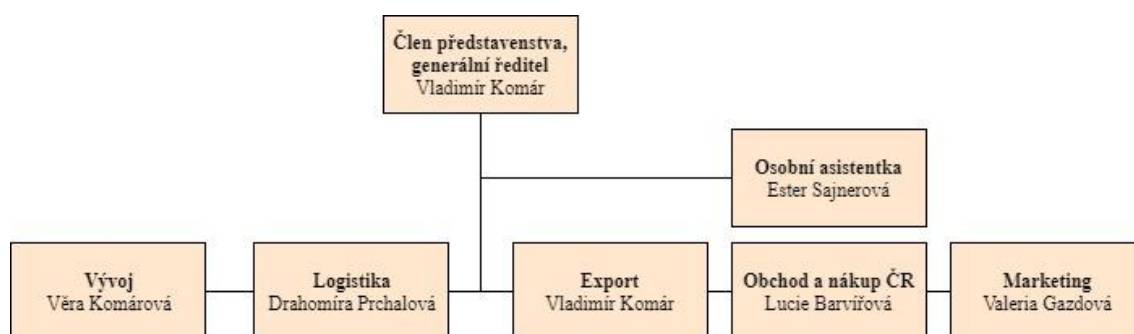 Člen představenstva,
generální ředitel
Vladimír Komár
Osobní asistentka
Ester Sajnerová
Vývoj
Věra Komárová
Logistika
Drahomíra Prchalová
Export
Vladimír Komár
Obchod a nákup ČR
Lucie Barvířová
Marketing
Valeria Gazdová